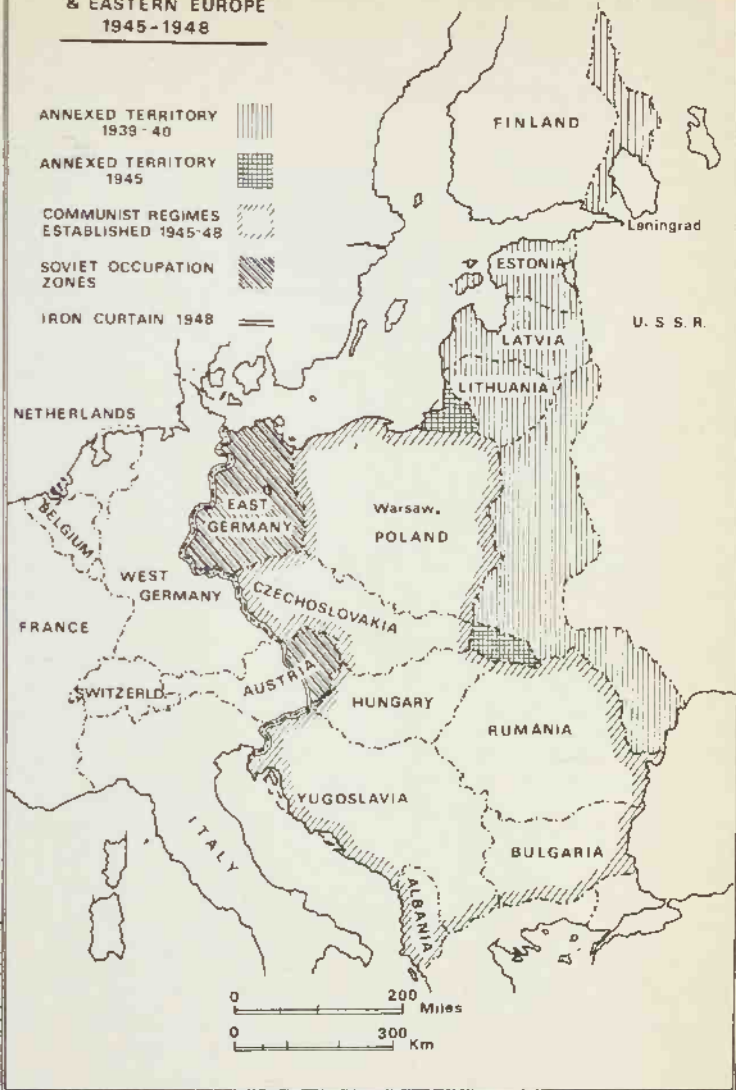 & EASTERN EUROPE
1945-1948
ANNEXED TERRITORY
1939-40
ANNEXED TERRITORY
1945
COMMUNIST REGIMES
ESTABLISHED 1945-48
SOVIET OCCUPATION
ZONES
IRON CURTAIN 1948
FINLAND
Leningrad
ESTONIA
U. S. S. R.
LATVIA
LITHUANIA
NETHERLANDS
EAST
GERMANY
Warsaw.
POLAND
BELGIUM
WEST
GERMANY
CZECHOSLOVAKIA
FRANCE
SWITZERLD.
AUSTRIA
HUNGARY
RUMANIA
YUGOSLAVIA
ITALY
BULGARIA
ALBANIA
0 200
Miles
0 300
Km